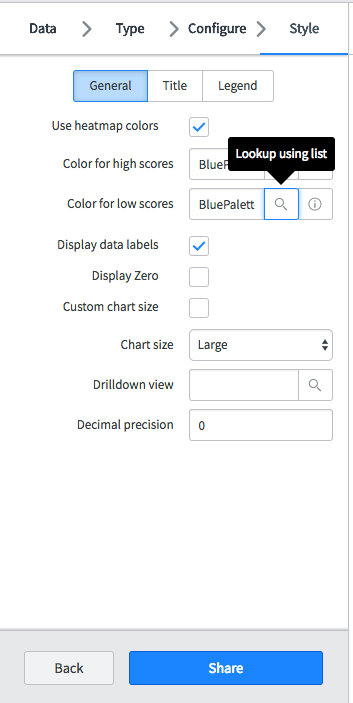 Data Type Configure Style
General Title Legend
Use heatmap colors
Lookup using list
Color for high scores
Color for low scores BluePalett
Display data labels
Display Zero
Custom chart size
Chart size Large
Drilldown view
Decimal precision 0
Back Share